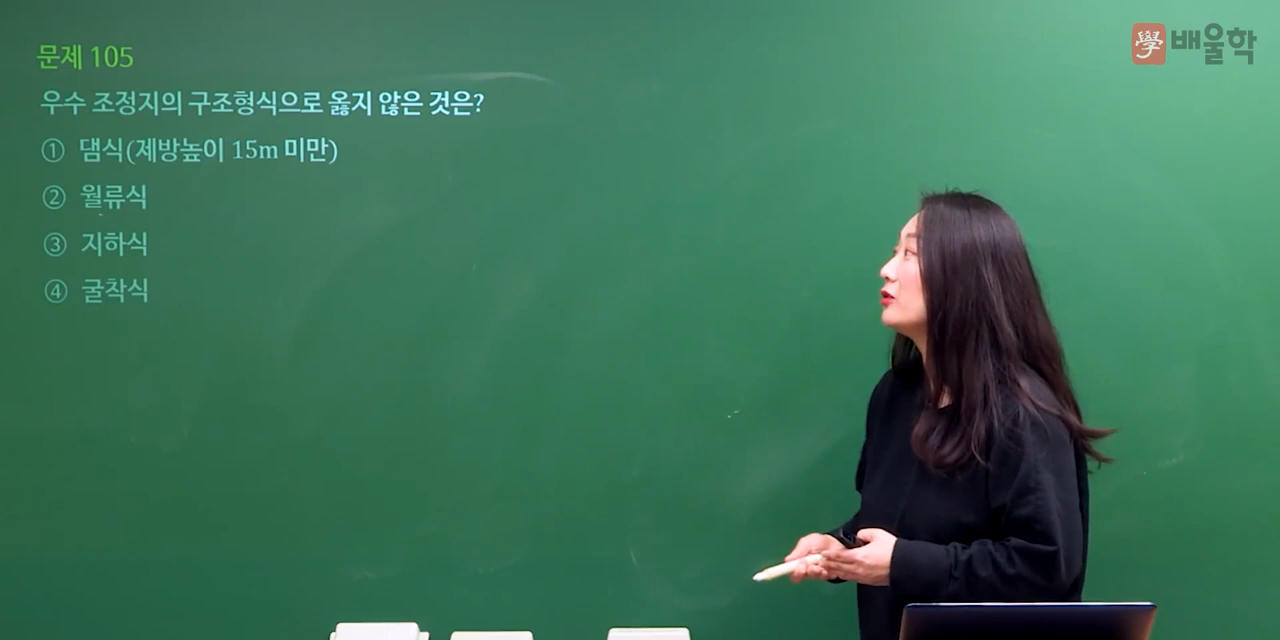 學 배울학
문제 105
우수 조정지의 구조형식으로 옳지 않은 것은?
① 댐식(제방높이 15m 미만)
② 월류식
③ 지하식
④ 굴착식